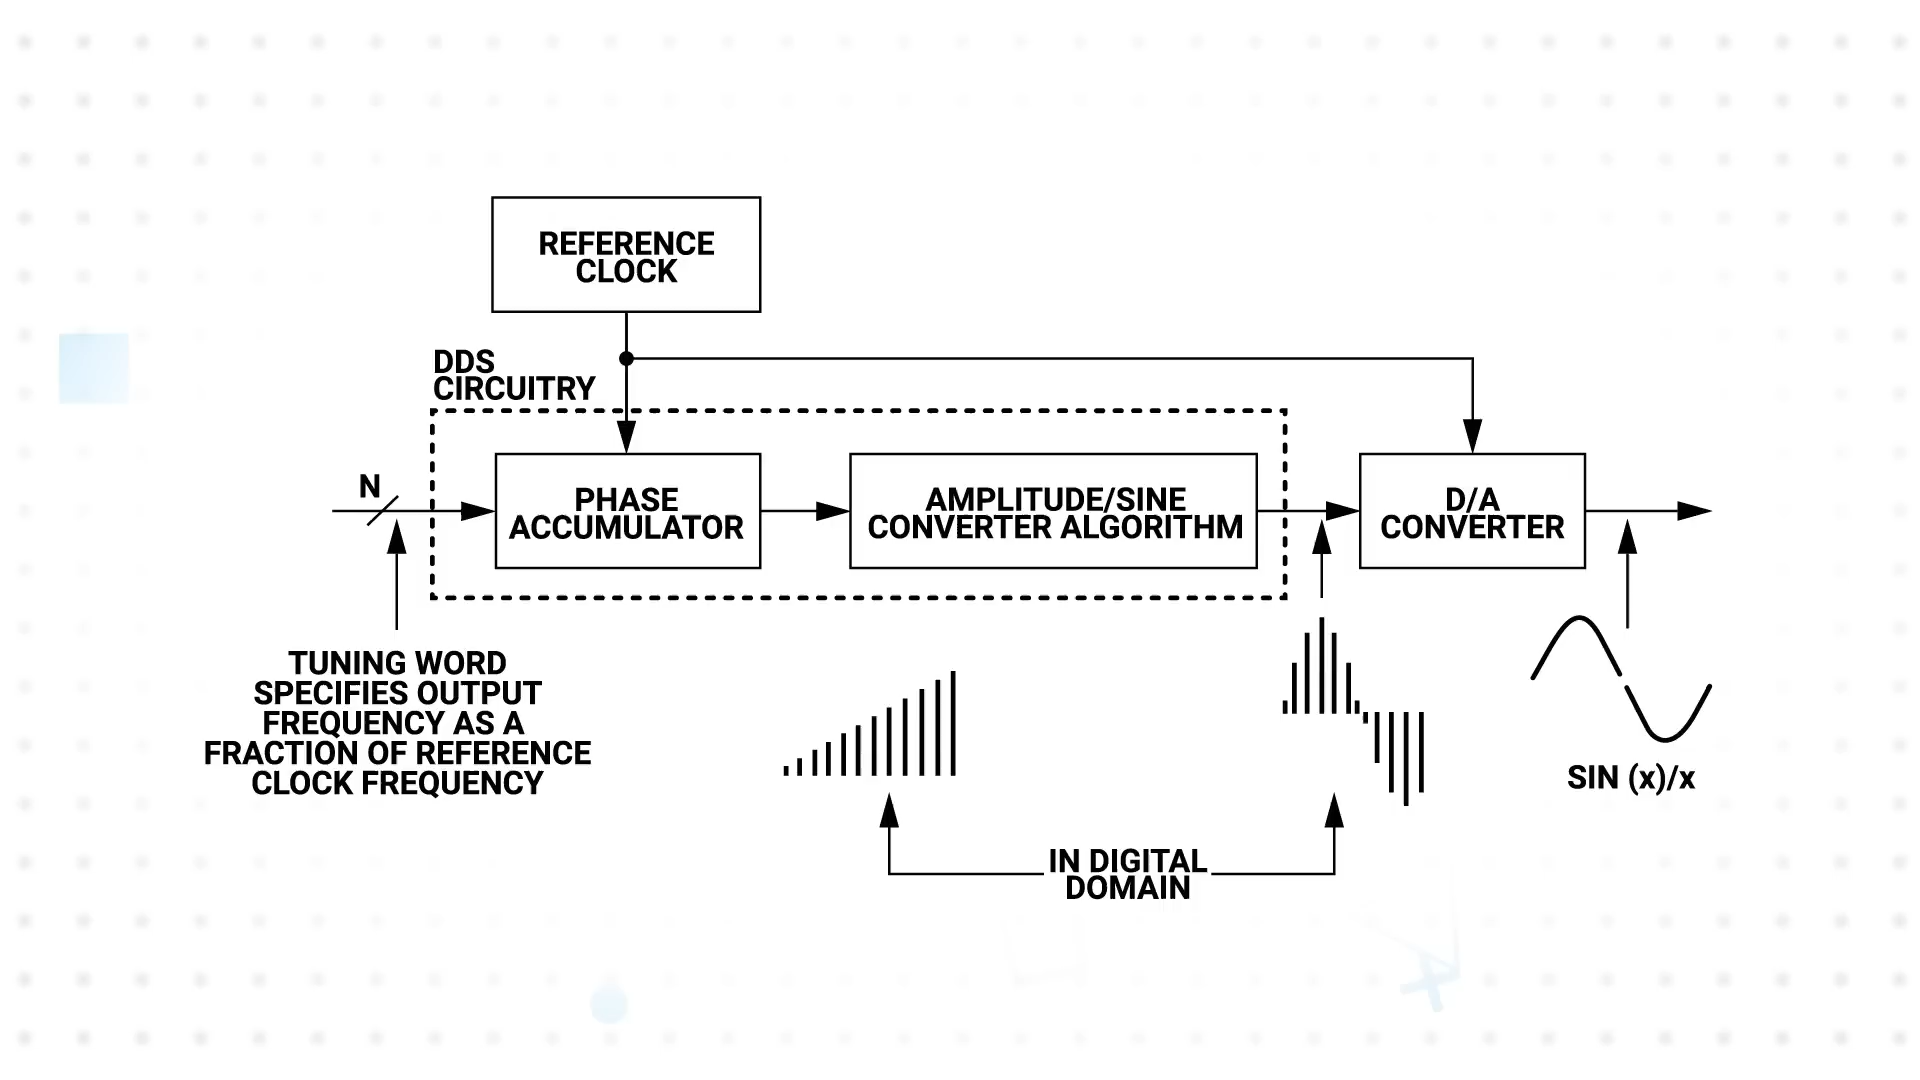 REFERENCE
CLOCK
DDS
CIRCUITRY
N
PHASE
ACCUMULATOR
AMPLITUDE/SINE
CONVERTER ALGORITHM
D/A
CONVERTER
TUNING WORD
SPECIFIES OUTPUT
FREQUENCY AS A
FRACTION OF REFERENCE
CLOCK FREQUENCY
IN DIGITAL
DOMAIN
SIN (x)/x